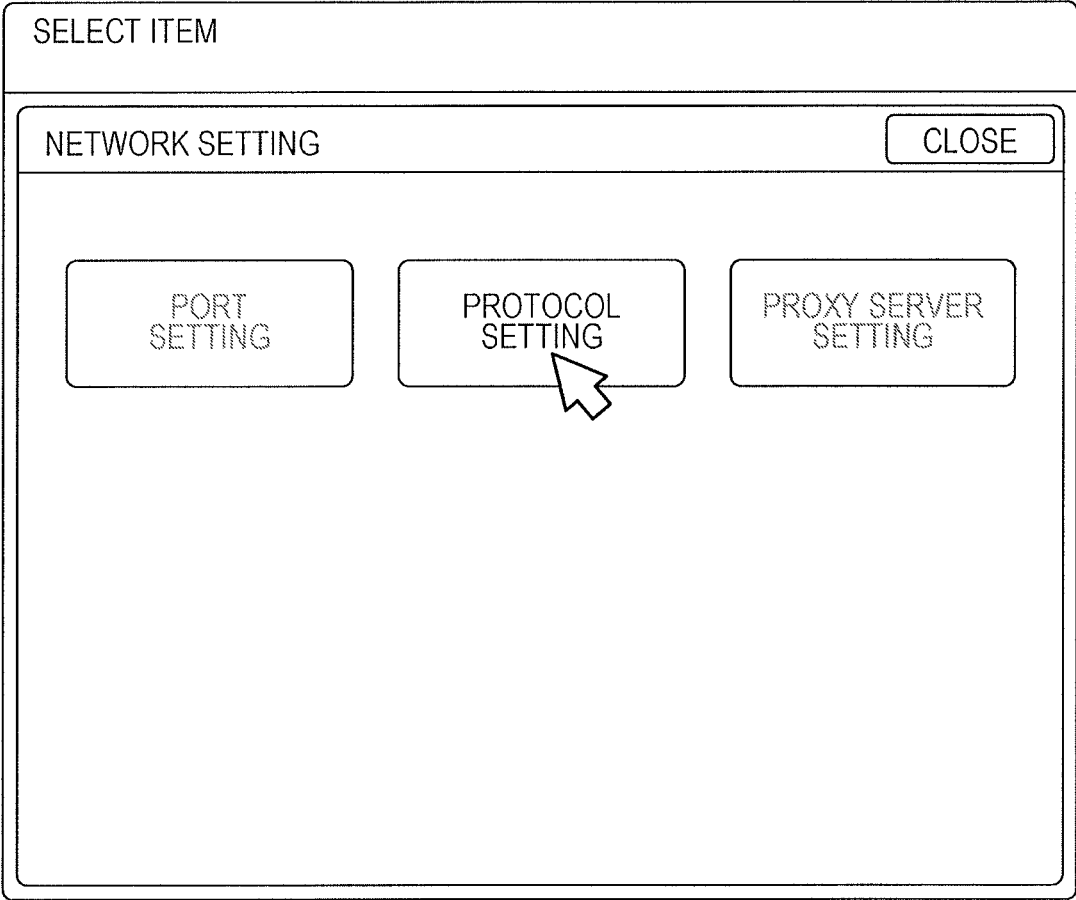 SELECT ITEM
NETWORK SETTING
CLOSE
PORT
SETTING
PROTOCOL
SETTING
PROXY SERVER
SETTING